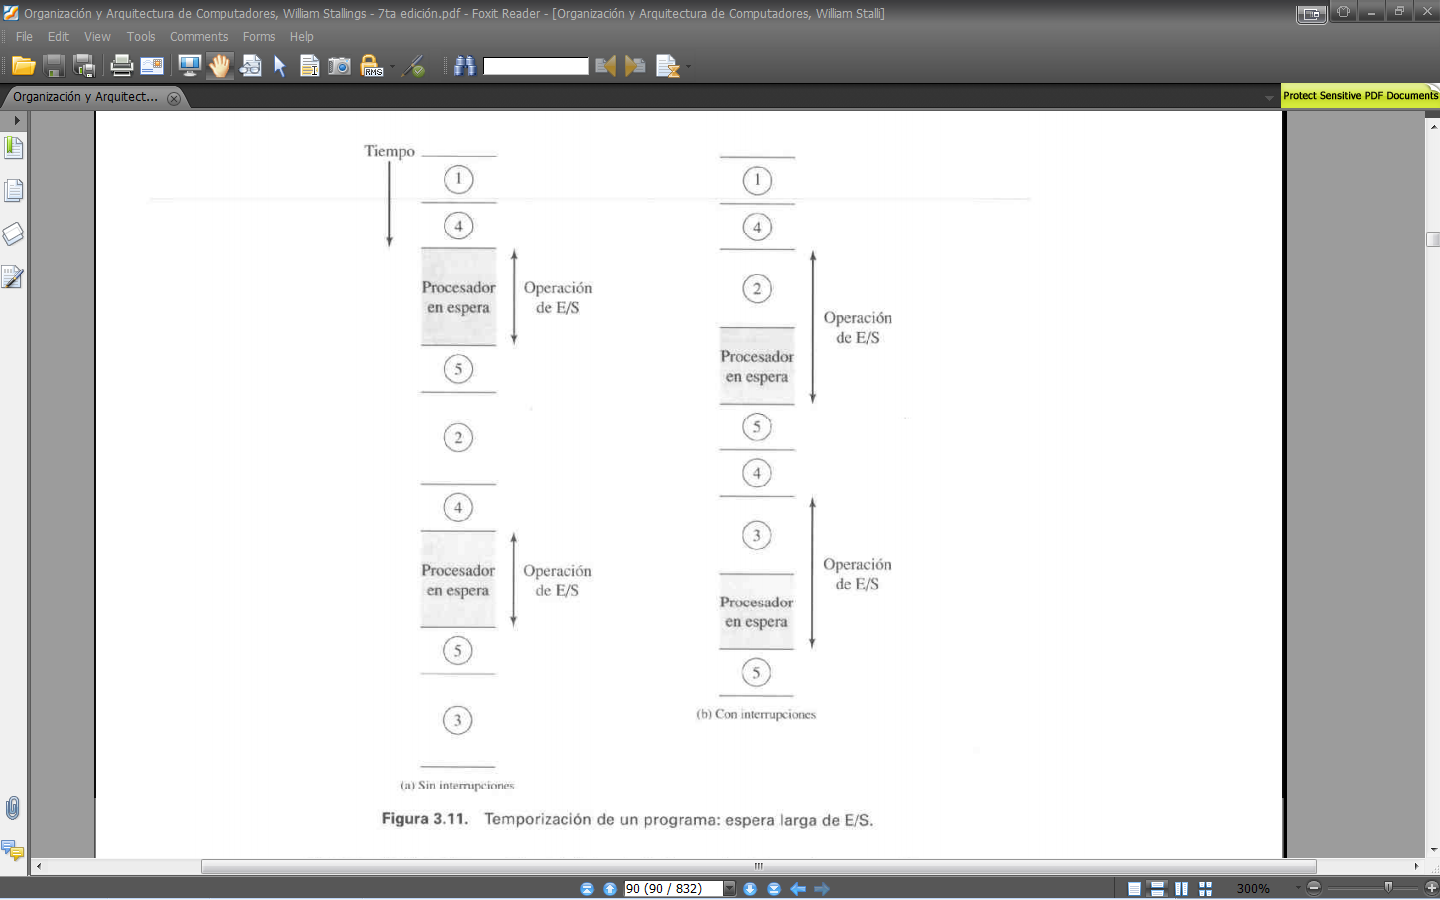 Organización y Arquitectura de Computadores, William Stallings - 7ta edición.pdf - Foxit Reader - [Organización y Arquitectura de Computadores, William Stalli]
File Edit View Tools Comments Forms Help
RMS
Organización y Arquitect...
Protect Sensitive PDF Documents
Tiempo
1
4
Procesador
en espera
Operación
de E/S
5
2
4
Procesador
en espera
Operación
de E/S
5
3
(a) Sin interrupciones
1
4
2
Procesador
en espera
Operación
de E/S
5
4
3
Procesador
en espera
Operación
de E/S
5
(b) Con interrupciones
Figura 3.11. Temporización de un programa: espera larga de E/S.
90 (90 / 832)
300%